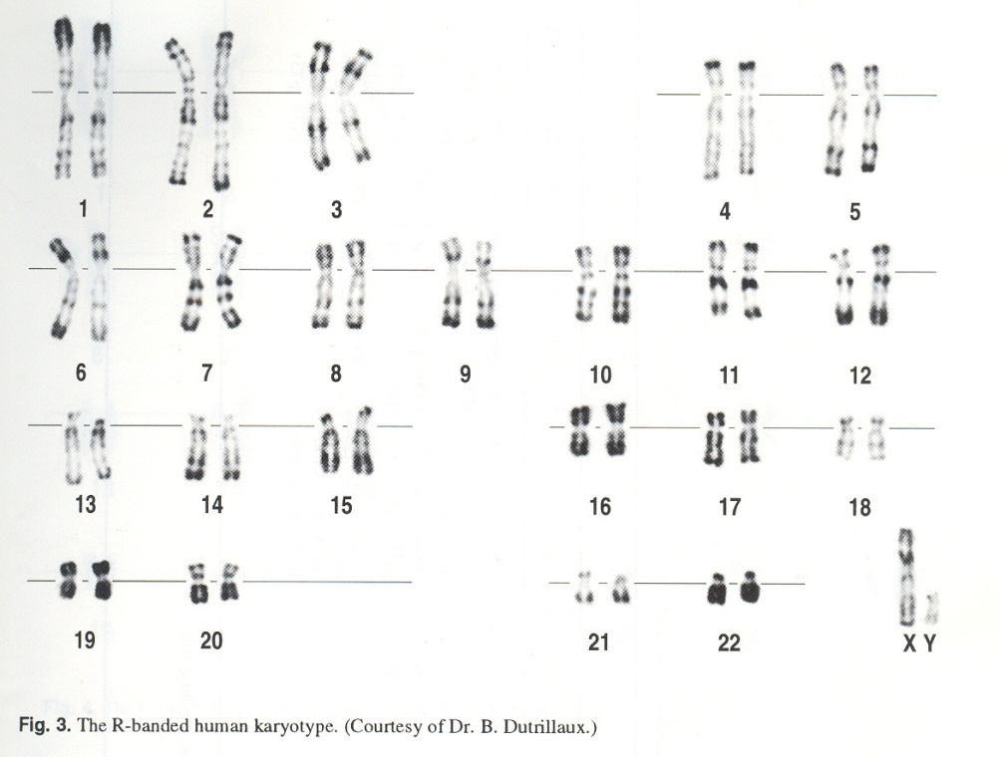 1 2 3 4 5
6 7 8 9 10 11 12
13 14 15 16 17 18
19 20 21 22 X Y
Fig. 3. The R-banded human karyotype. (Courtesy of Dr. B. Dutrillaux.)